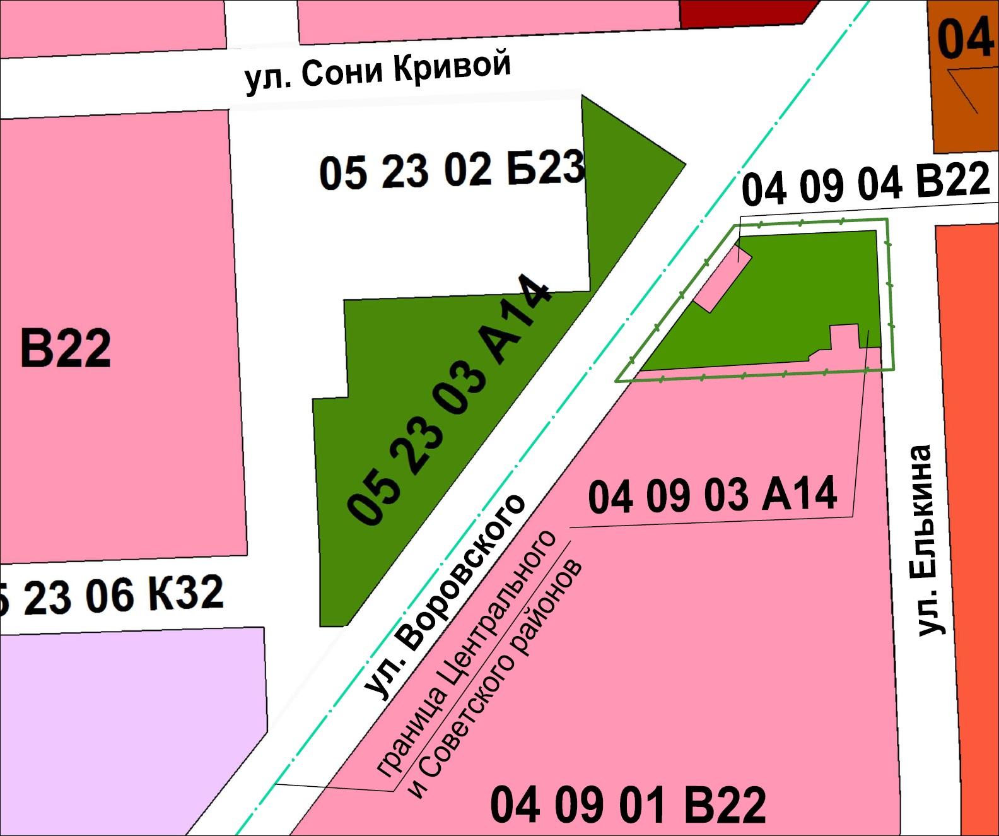 04
ул. Сони Кривой
05 23 02 Б23
04 09 04 В22
В22
05 23 03 А14
04 09 03 А14
ул. Елькина
ул. Воровского
граница Центрального
и Советского районов
5 23 06 К32
04 09 01 В22